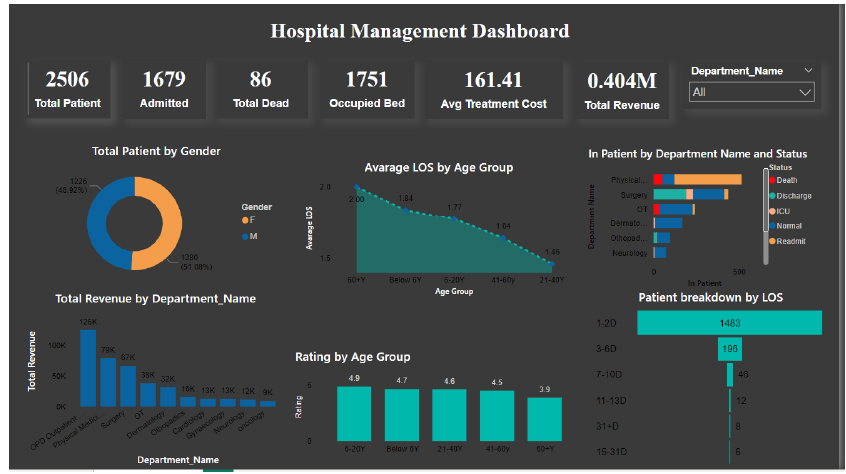 Hospital Management Dashboard
2506
Total Patient
1679
Admitted
86
Total Dead
1751
Occupied Bed
161.41
Avg Treatment Cost
0.404M
Total Revenue
Department_Name
All
Total Patient by Gender
1226
(48.92%)
1280
(51.08%)
Gender
F
M
Avarage LOS by Age Group
Avarage LOS
2.0
1.5
2.00
1.84
1.77
1.64
1.46
60+Y
Below 6Y
6-20Y
41-60y
21-40Y
Age Group
In Patient by Department Name and Status
Department Name
Physical...
Surgery
OT
Dermato...
Othopad...
Neurology
0
500
In Patient
Status
Death
Discharge
ICU
Normal
Readmit
Total Revenue by Department_Name
Total Revenue
100K
50K
0K
126K
79K
67K
38K
32K
16K
13K
13K
12K
9K
OPD Outpatient ...
Physical Medici...
Surgery
OT
Dermatology
Othopadics
Cardiology
Gynaecology
Neurology
oncology
Department_Name
Rating by Age Group
Rating
5
0
4.9
4.7
4.6
4.5
3.9
6-20Y
Below 6Y
21-40Y
41-60y
60+Y
Patient breakdown by LOS
1-2D
1483
3-6D
196
7-10D
46
11-13D
12
31+D
8
15-31D
6